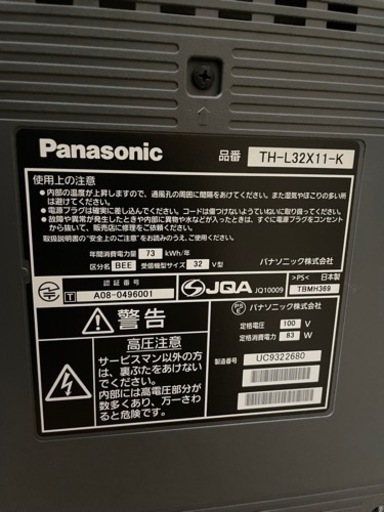 Panasonic 品番 TH-L32X11-K
使用上の注意
●内部の温度が上昇しますので、通風孔の周囲に間隔をあけてください。また湿気やほこりの多い所は避けてください。
●電源プラグは確実に差し込んでください。コードは傷つけないようていねいに取り扱ってください。
●故障や異常が発生したときや内部に異物や水などが入ったときは、すぐに電源プラグをコンセントから抜いて、販売店に修理をご依頼ください。
取扱説明書の"安全上のご注意"をお読みのうえ、ご使用ください。
年間消費電力量 73 kWh/年
区分名 BEE 受信機型サイズ 32 V型
パナソニック株式会社
T A08-0496001
JQA JQ10009
>PS< 日本製
TBMH369
警告
高圧注意
サービスマン以外の方は、裏ぶたをあけないでください。
内部には高電圧部分が数多くあり、万一さわると危険です。
パナソニック株式会社
定格電圧 100 V
定格消費電力 83 W
製造番号 UC9322680